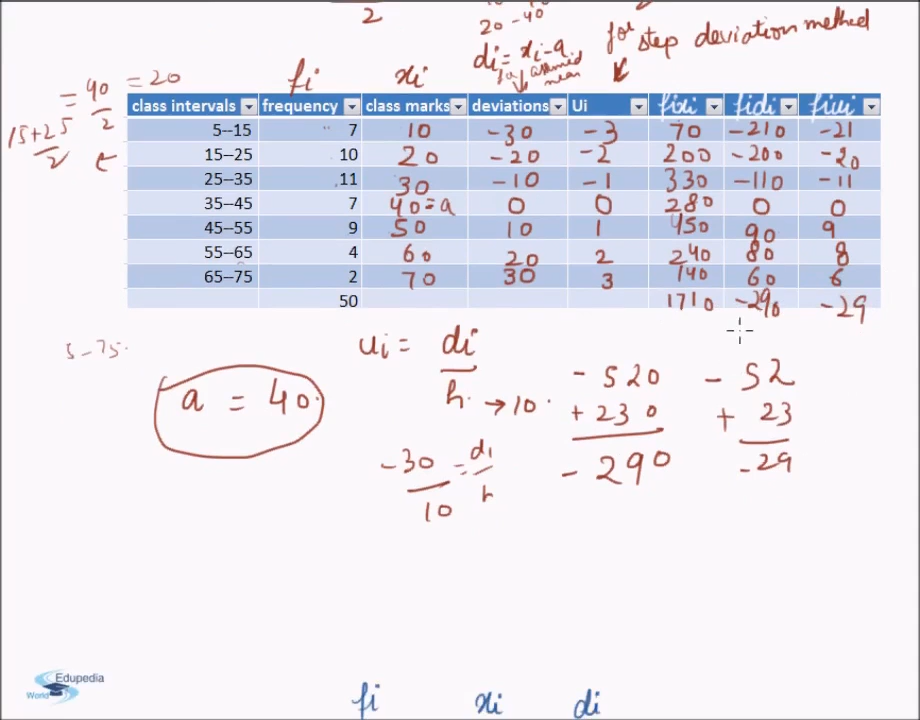 2
20-40
for
step deviation method
di = xi-a
for assumed
mean
= 40 = 20
2
15+25
2
fi xi
class intervals frequency class marks deviations Ui fixi fidi fiui
5--15 7 10 -30 -3 70 -210 -21
15--25 10 20 -20 -2 200 -200 -20
25--35 11 30 -10 -1 330 -110 -11
35--45 7 40=a 0 0 280 0 0
45--55 9 50 10 1 450 90 9
55--65 4 60 20 2 240 80 8
65--75 2 70 30 3 140 60 6
50 1710 -290 -29
5-75.
ui = di
h → 10.
a = 40.
-30 = di
10 h
- 520
+ 230
- 290
- 52
+ 23
-29
Edupedia
World
fi xi di